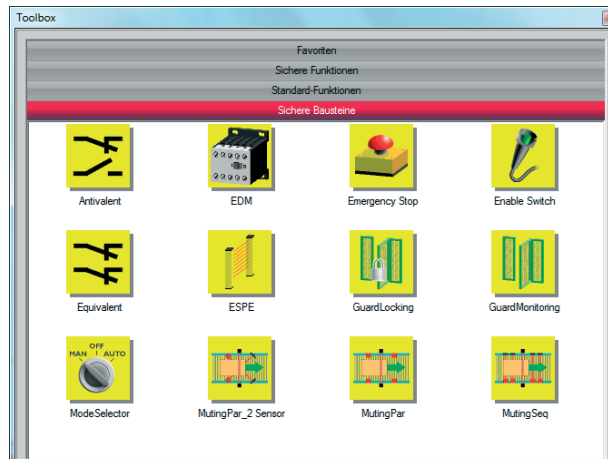 Toolbox
Favoriten
Sichere Funktionen
Standard-Funktionen
Sichere Bausteine
Antivalent
EDM
Emergency Stop
Enable Switch
Equivalent
ESPE
GuardLocking
GuardMonitoring
OFF
MAN AUTO
ModeSelector
MutingPar_2 Sensor
MutingPar
MutingSeq